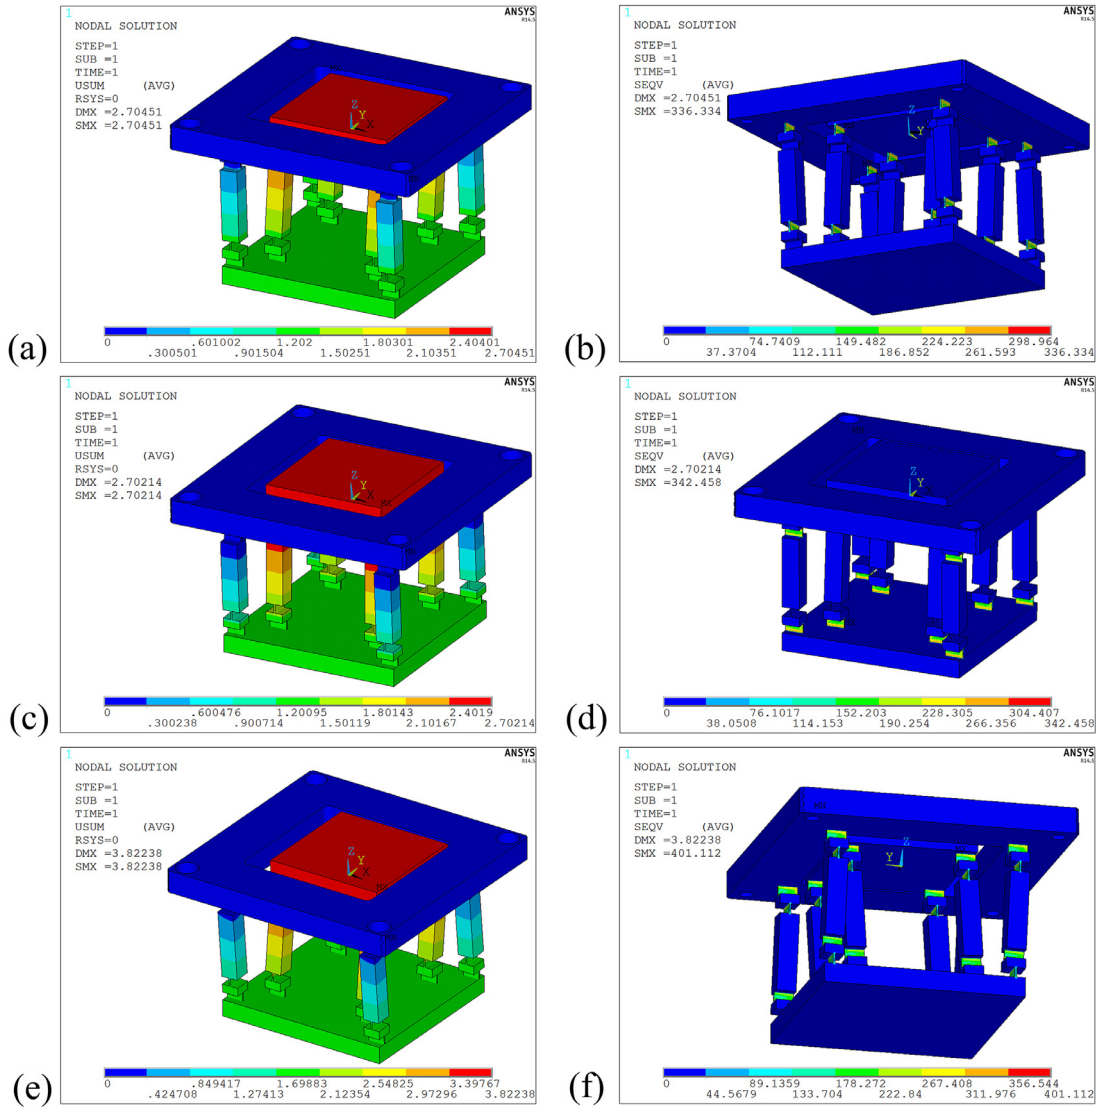 1
ANSYS
R14.5
NODAL SOLUTION
STEP=1
SUB =1
TIME=1
USUM (AVG)
RSYS=0
DMX =2.70451
SMX =2.70451
Z
Y
X
0 .601002 1.202 1.80301 2.40401
.300501 .901504 1.50251 2.10351 2.70451
(a)
1
ANSYS
R14.5
NODAL SOLUTION
STEP=1
SUB =1
TIME=1
SEQV (AVG)
DMX =2.70451
SMX =336.334
Z
Y
0 74.7409 149.482 224.223 298.964
37.3704 112.111 186.852 261.593 336.334
(b)
1
ANSYS
R14.5
NODAL SOLUTION
STEP=1
SUB =1
TIME=1
USUM (AVG)
RSYS=0
DMX =2.70214
SMX =2.70214
Z
Y
X
MX
0 .600476 1.20095 1.80143 2.4019
.300238 .900714 1.50119 2.10167 2.70214
(c)
1
ANSYS
R14.5
NODAL SOLUTION
STEP=1
SUB =1
TIME=1
SEQV (AVG)
DMX =2.70214
SMX =342.458
Z
Y
0 76.1017 152.203 228.305 304.407
38.0508 114.153 190.254 266.356 342.458
(d)
1
ANSYS
R14.5
NODAL SOLUTION
STEP=1
SUB =1
TIME=1
USUM (AVG)
RSYS=0
DMX =3.82238
SMX =3.82238
Z
Y
X
MX
0 .849417 1.69883 2.54825 3.39767
.424708 1.27413 2.12354 2.97296 3.82238
(e)
1
ANSYS
R14.5
NODAL SOLUTION
STEP=1
SUB =1
TIME=1
SEQV (AVG)
DMX =3.82238
SMX =401.112
MN
Z
Y
0 89.1359 178.272 267.408 356.544
44.5679 133.704 222.84 311.976 401.112
(f)